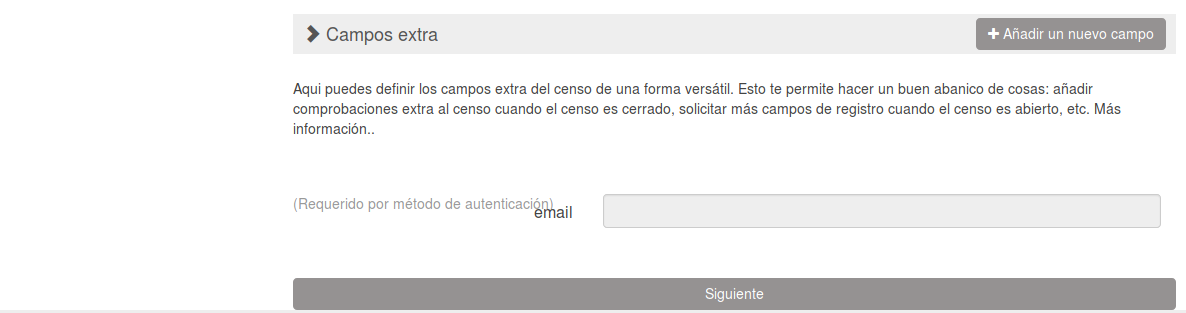 Campos extra
Añadir un nuevo campo
Aqui puedes definir los campos extra del censo de una forma versátil. Esto te permite hacer un buen abanico de cosas: añadir
comprobaciones extra al censo cuando el censo es cerrado, solicitar más campos de registro cuando el censo es abierto, etc. Más
información..
(Requerido por método de autenticación)
email
Siguiente